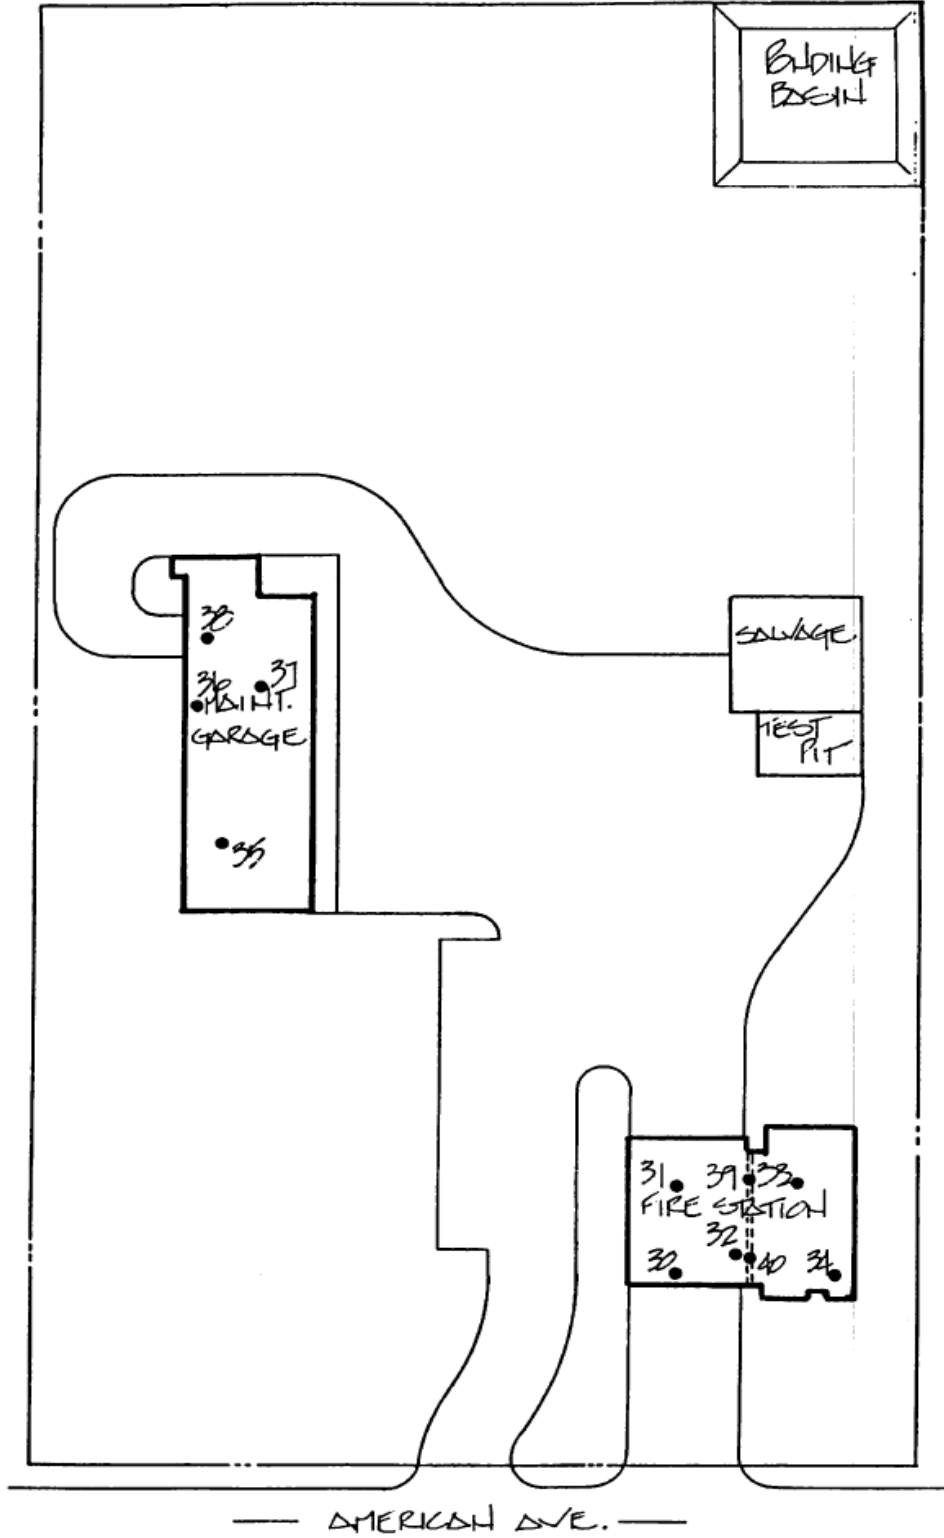 PONDING
BASIN
38
37
36
MAINT.
GARAGE
35
SALVAGE
TEST
PIT
31
39
33
FIRE STATION
32
30
40
34
AMERICAN AVE.